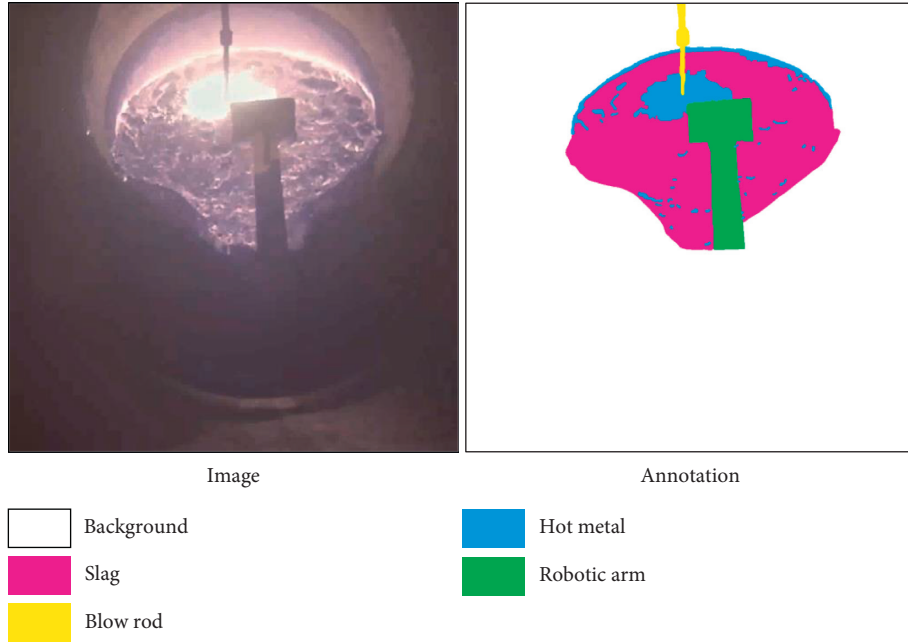 Image
Annotation
Background
Hot metal
Slag
Robotic arm
Blow rod